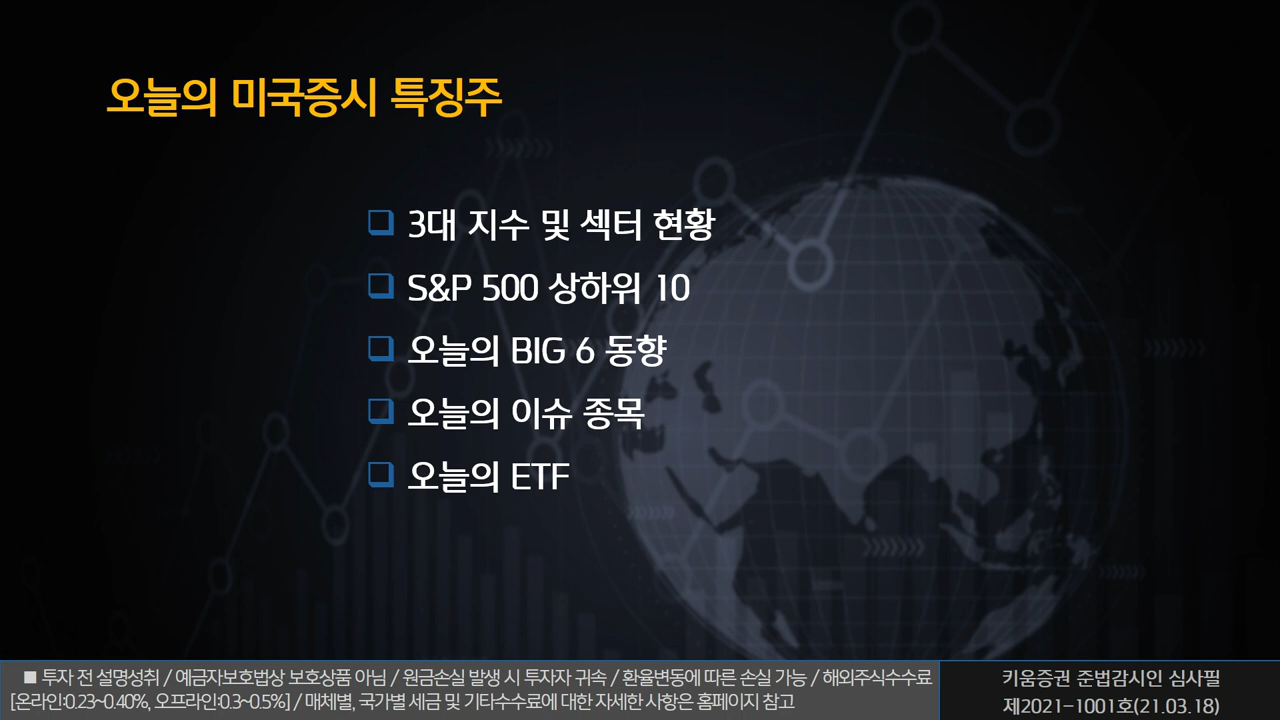 오늘의 미국증시 특징주
❑ 3대 지수 및 섹터 현황
❑ S&P 500 상하위 10
❑ 오늘의 BIG 6 동향
❑ 오늘의 이슈 종목
❑ 오늘의 ETF
■ 투자 전 설명성취 / 예금자보호법상 보호상품 아님 / 원금손실 발생 시 투자자 귀속 / 환율변동에 따른 손실 가능 / 해외주식수수료
[온라인:0.23~0.40%, 오프라인:0.3~0.5%] / 매체별, 국가별 세금 및 기타수수료에 대한 자세한 사항은 홈페이지 참고
키움증권 준법감시인 심사필
제2021-1001호(21.03.18)